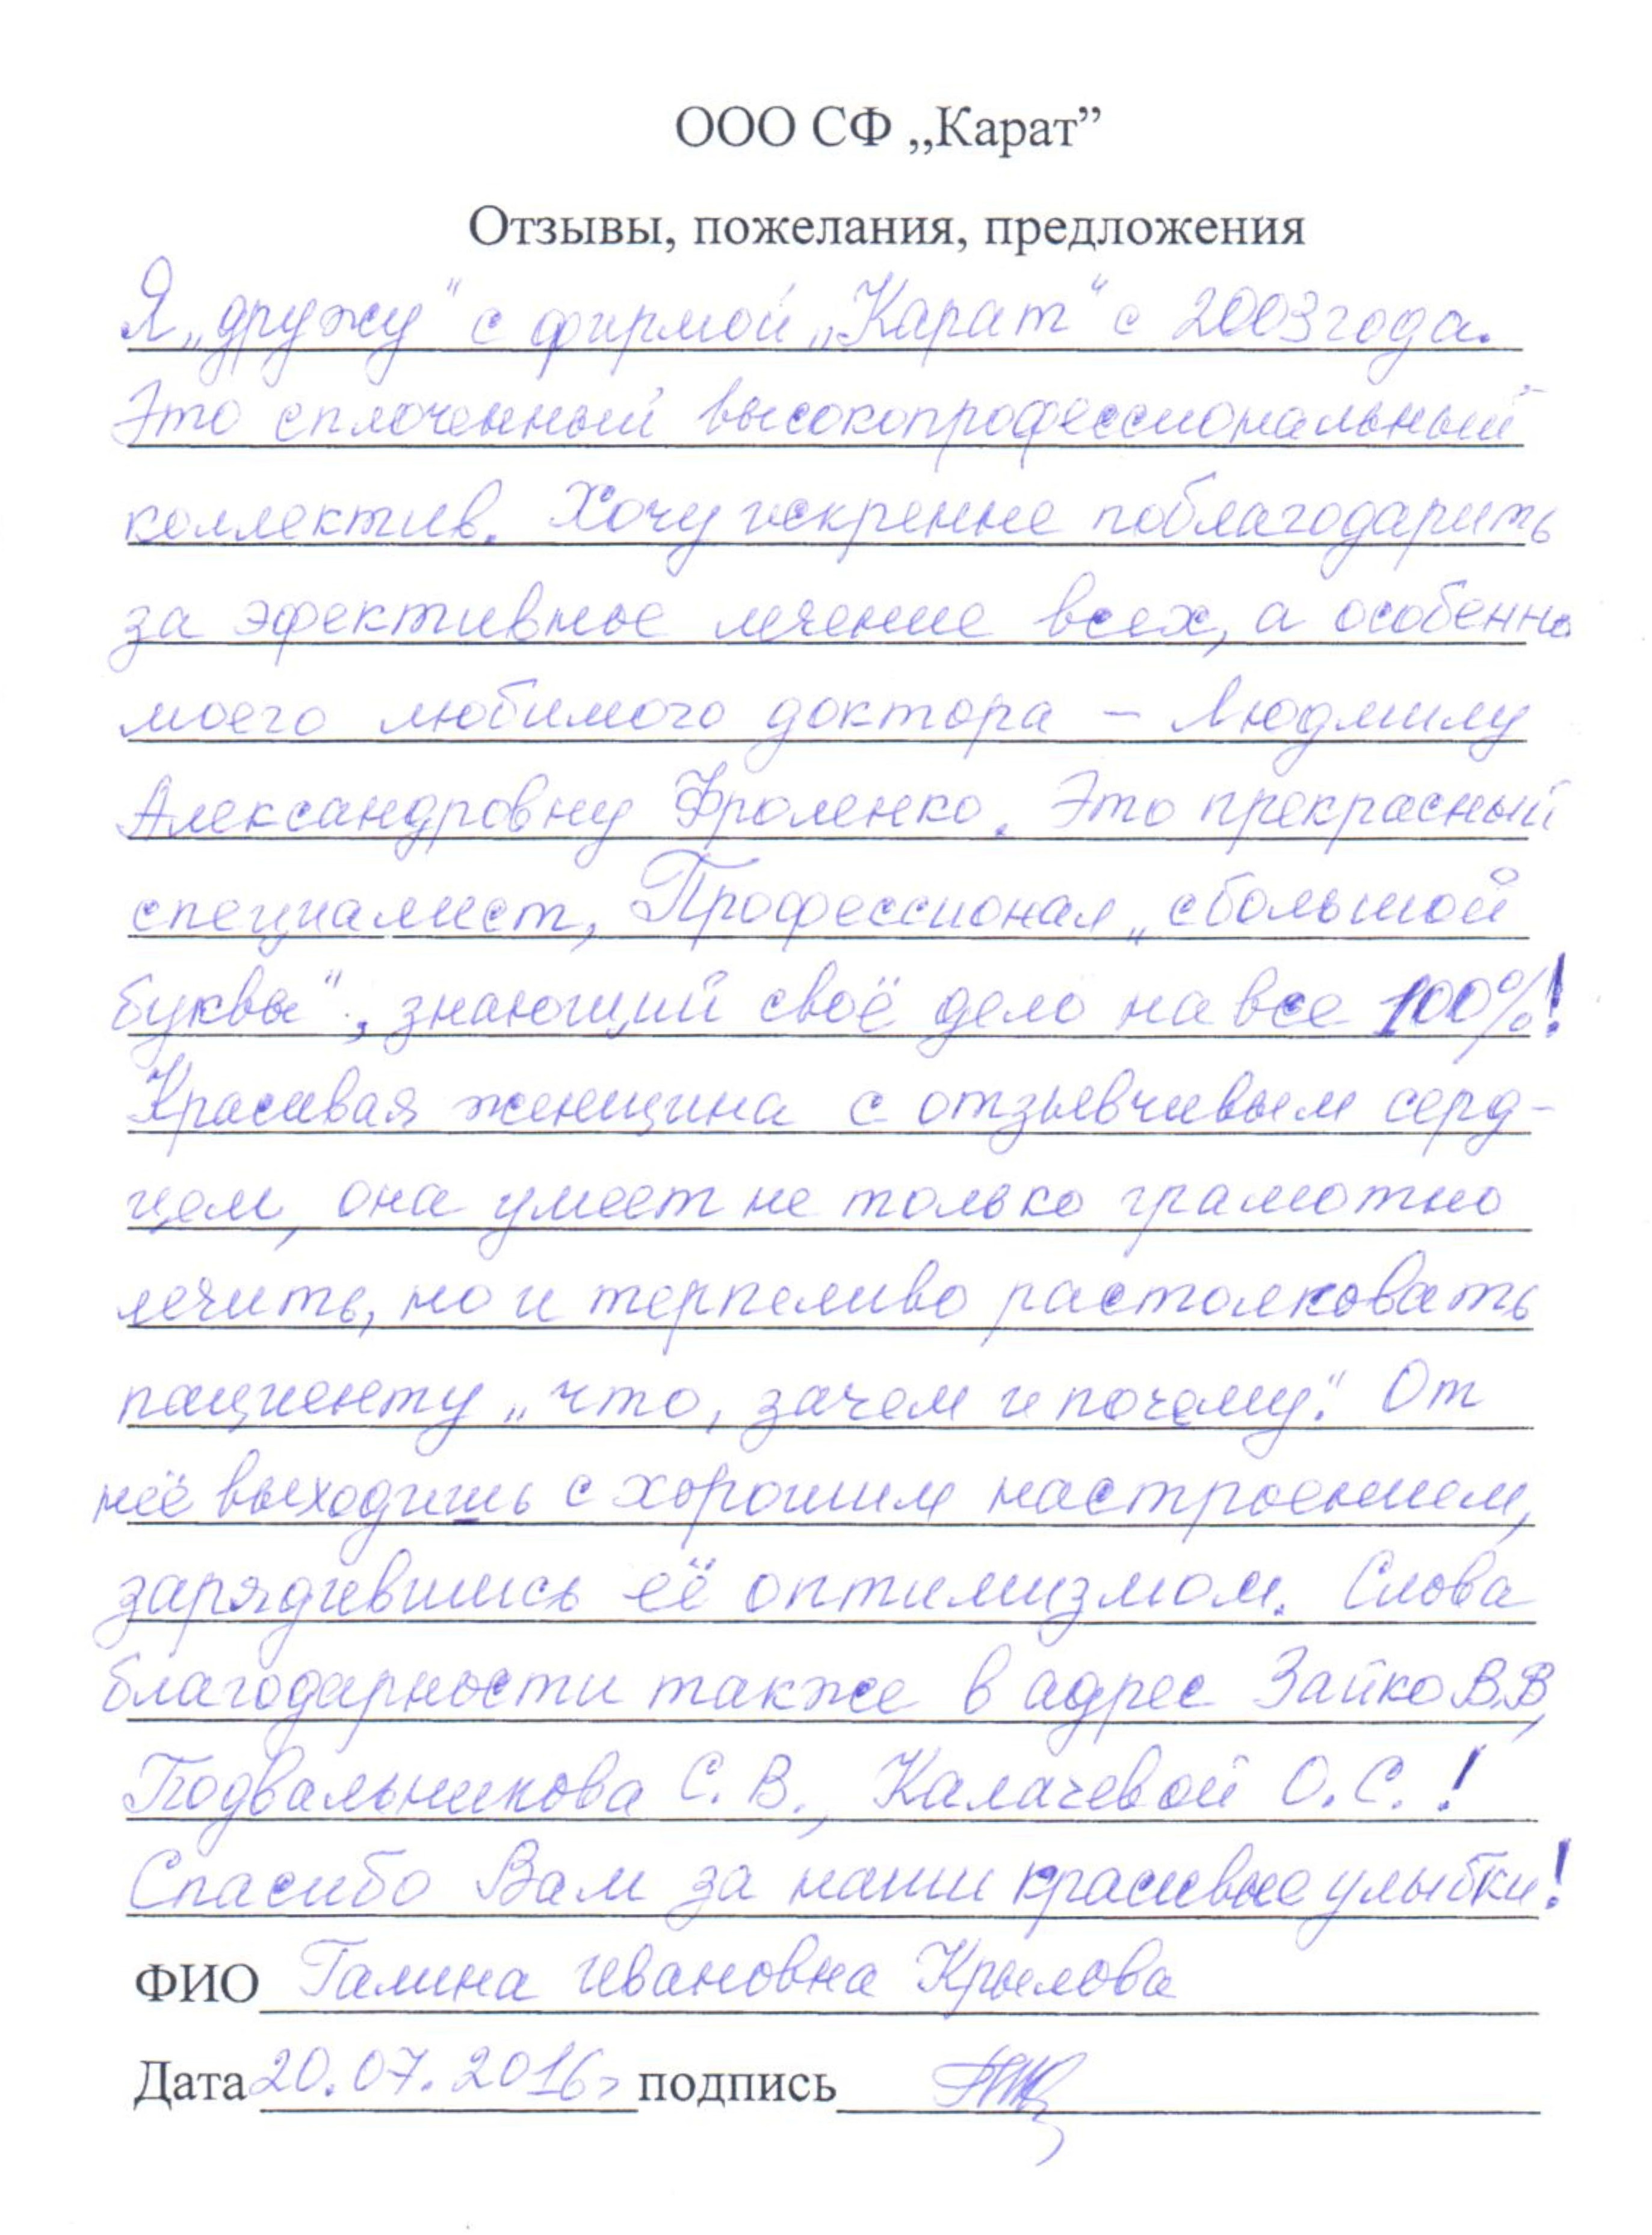 ООО СФ „Карат”
Отзывы, пожелания, предложения
Я „дружу“ с фирмой „Карат“ с 2003 года.
Это сплоченный высокопрофессиональный
коллектив. Хочу искренне поблагодарить
за эфективное лечение всех, а особенно
моего любимого доктора – Людмилу
Александровну Фроленко. Это прекрасный
специалист, Профессионал „с большой
буквы“, знающий своё дело на все 100%!
Красивая женщина с отзывчивым серд-
цем, она умеет не только грамотно
лечить, но и терпеливо растолковать
пациенту „что, зачем и почему“. От
неё выходишь с хорошим настроением,
зарядившись её оптимизмом. Слова
благодарности также в адрес Зайко В.В,
Подвальникова С. В., Калачевой О. С. !
Спасибо Вам за наши красивые улыбки!
ФИО Галина Ивановна Крылова
Дата 20.07.2016г подпись